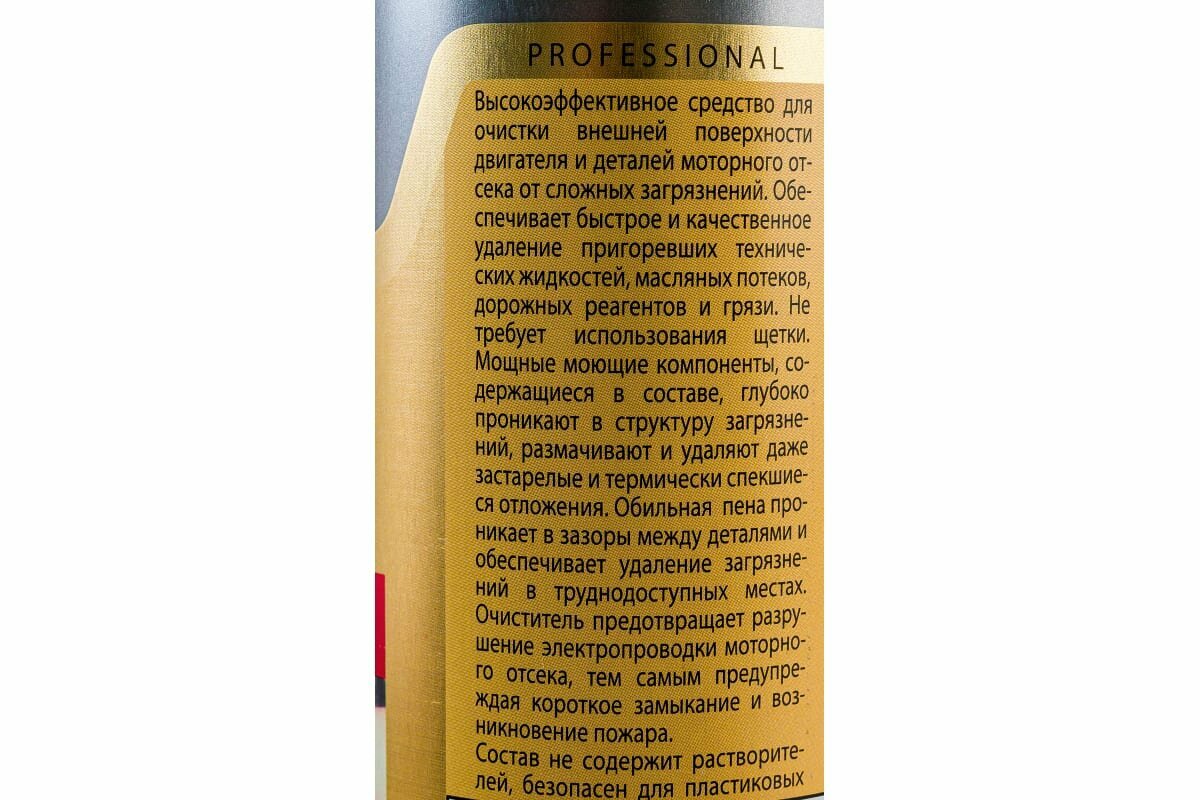 PROFESSIONAL
Высокоэффективное средство для
очистки внешней поверхности
двигателя и деталей моторного от-
сека от сложных загрязнений. Обе-
спечивает быстрое и качественное
удаление пригоревших техниче-
ских жидкостей, масляных потеков,
дорожных реагентов и грязи. Не
требует использования щетки.
Мощные моющие компоненты, со-
держащиеся в составе, глубоко
проникают в структуру загрязне-
ний, размачивают и удаляют даже
застарелые и термически спекшие-
ся отложения. Обильная пена про-
никает в зазоры между деталями и
обеспечивает удаление загрязне-
ний в труднодоступных местах.
Очиститель предотвращает разру-
шение электропроводки моторно-
го отсека, тем самым предупре-
ждая короткое замыкание и воз-
никновение пожара.
Состав не содержит растворите-
лей, безопасен для пластиковых